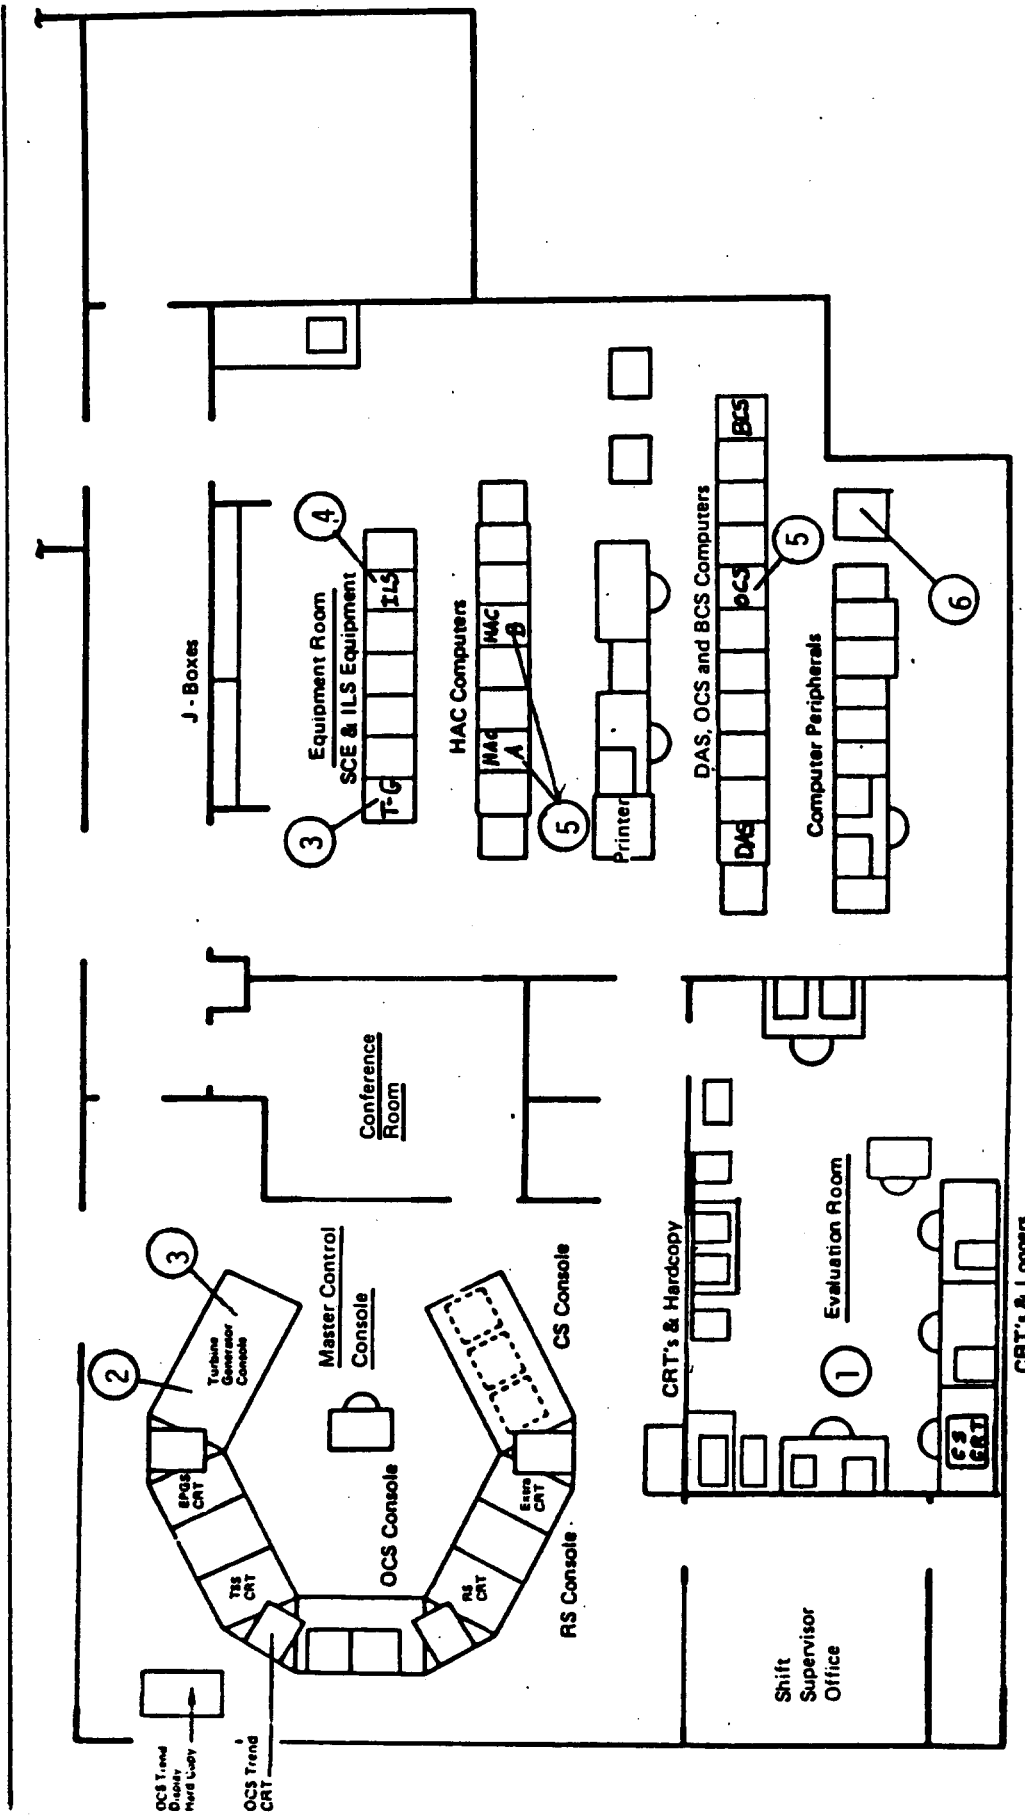 J - Boxes
Equipment Room
SCE & ILS Equipment
4
ILS
3
T-G
HAC Computers
HAC
A
HAC
B
5
Printer
DAS, OCS and BCS Computers
DAS
OCS
BCS
5
Computer Peripherals
6
Conference
Room
3
2
Turbine
Generator
Console
Master Control
Console
EPGS
CRT
TSS
CRT
OCS Console
RS
CRT
Extra
CRT
CS Console
RS Console
OCS Trend
Display
Hard Copy
OCS Trend
CRT
CRT's & Hardcopy
Evaluation Room
1
CS
CRT
CRT's & Loggers
Shift
Supervisor
Office